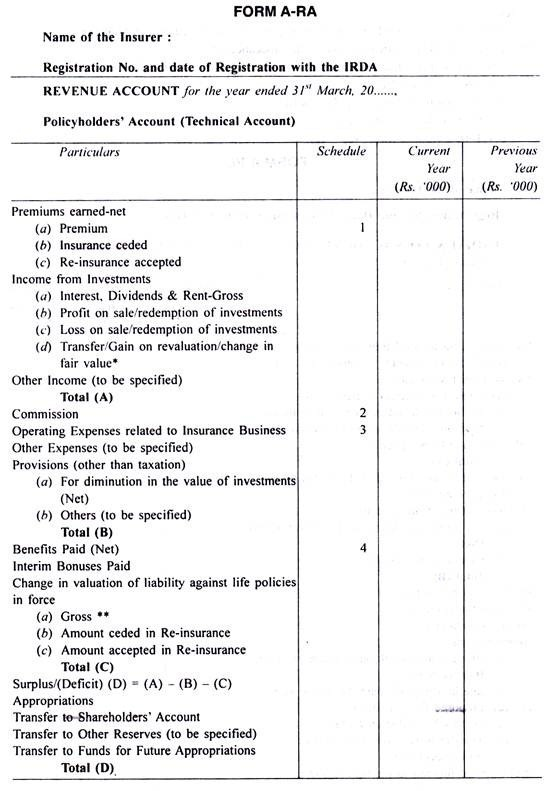 FORM A-RA
Name of the Insurer :
Registration No. and date of Registration with the IRDA
REVENUE ACCOUNT for the year ended 31st March, 20......,
Policyholders' Account (Technical Account)
Particulars Schedule Current Previous
Year Year
(Rs. '000) (Rs. '000)
Premiums earned-net
(a) Premium 1
(b) Insurance ceded
(c) Re-insurance accepted
Income from Investments
(a) Interest, Dividends & Rent-Gross
(b) Profit on sale/redemption of investments
(c) Loss on sale/redemption of investments
(d) Transfer/Gain on revaluation/change in
fair value*
Other Income (to be specified)
Total (A)
Commission 2
Operating Expenses related to Insurance Business 3
Other Expenses (to be specified)
Provisions (other than taxation)
(a) For diminution in the value of investments
(Net)
(b) Others (to be specified)
Total (B)
Benefits Paid (Net) 4
Interim Bonuses Paid
Change in valuation of liability against life policies
in force
(a) Gross **
(b) Amount ceded in Re-insurance
(c) Amount accepted in Re-insurance
Total (C)
Surplus/(Deficit) (D) = (A) – (B) – (C)
Appropriations
Transfer to Shareholders' Account
Transfer to Other Reserves (to be specified)
Transfer to Funds for Future Appropriations
Total (D)